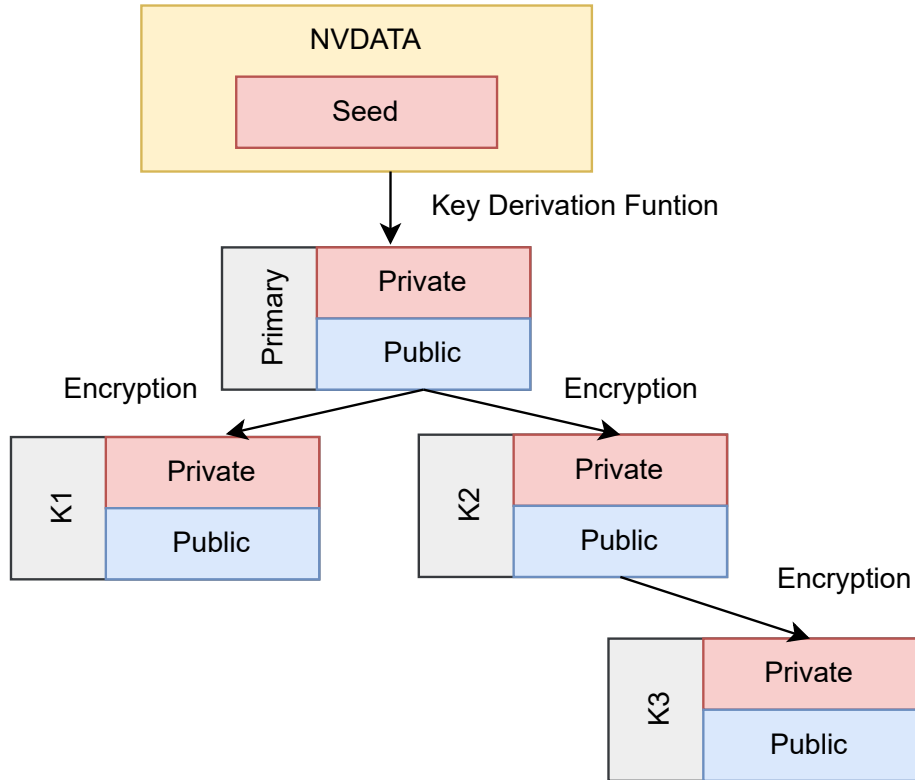 NVDATA
Seed
Key Derivation Funtion
Primary
Private
Public
Encryption
Encryption
K1
Private
Public
K2
Private
Public
Encryption
K3
Private
Public